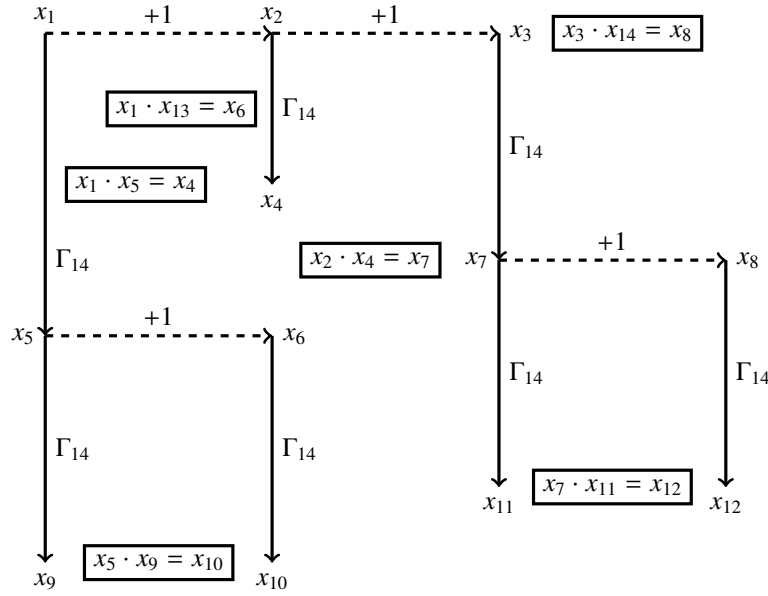 x₁ +1 x₂ +1 x₃ x₃ · x₁₄ = x₈
x₁ · x₁₃ = x₆ Γ₁₄
Γ₁₄
x₁ · x₅ = x₄
x₄
Γ₁₄ x₂ · x₄ = x₇ x₇ +1 x₈
x₅ +1 x₆
Γ₁₄ Γ₁₄
Γ₁₄ Γ₁₄
x₁₁ x₇ · x₁₁ = x₁₂ x₁₂
x₉ x₅ · x₉ = x₁₀ x₁₀